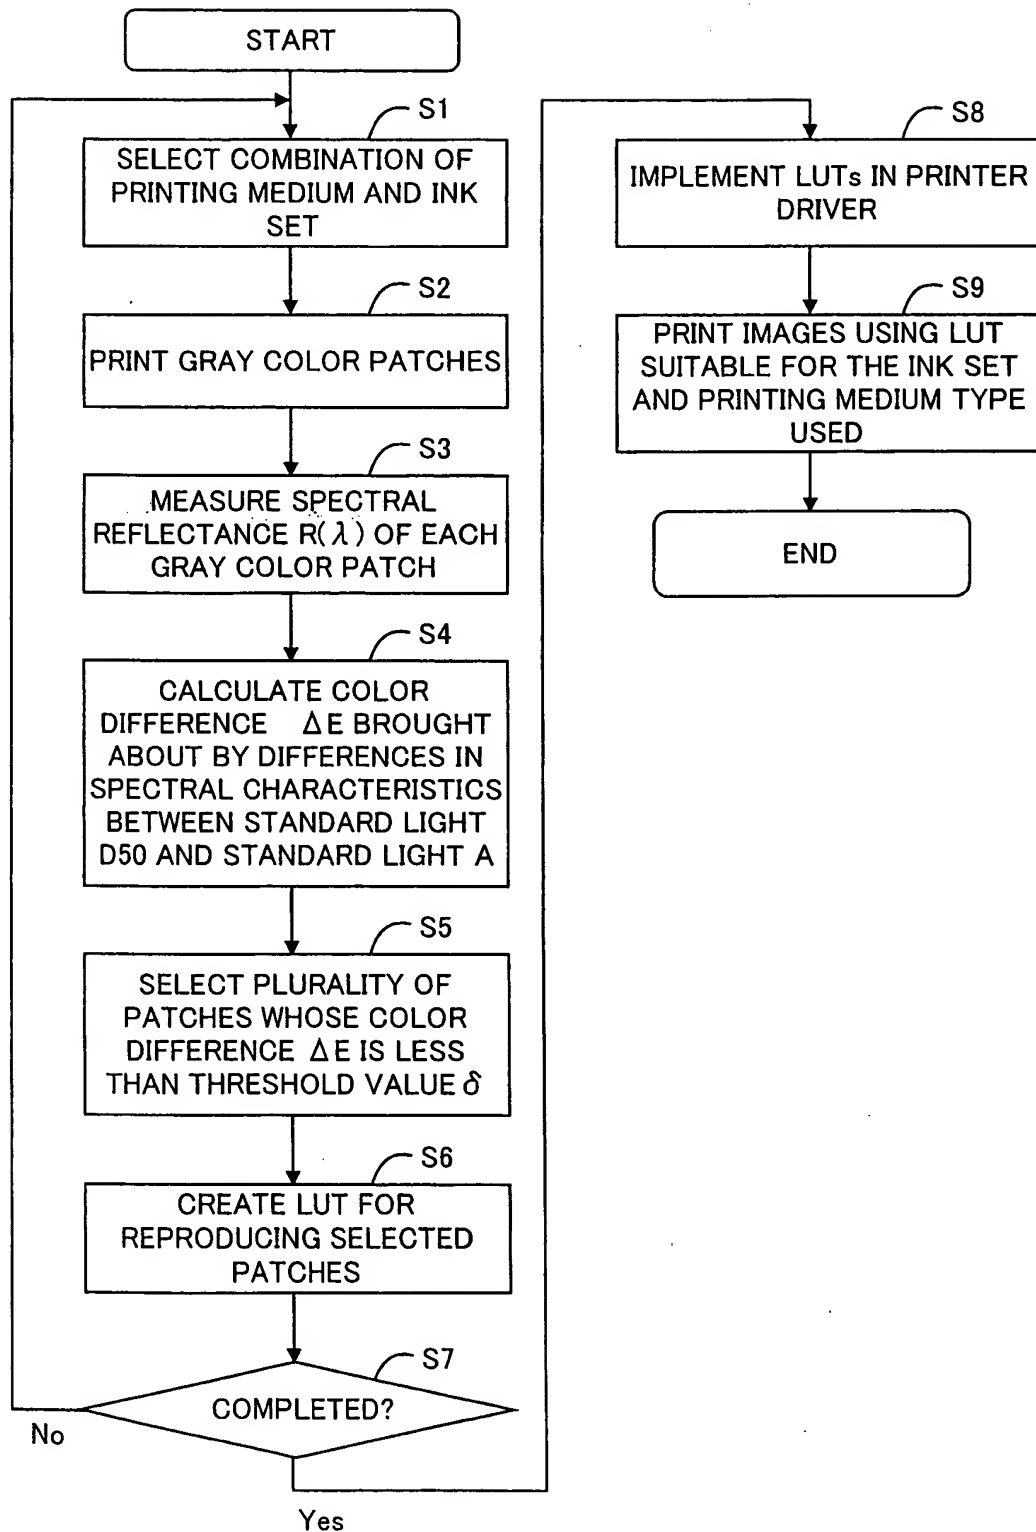 START
S1
SELECT COMBINATION OF
PRINTING MEDIUM AND INK
SET
S2
PRINT GRAY COLOR PATCHES
S3
MEASURE SPECTRAL
REFLECTANCE R(λ) OF EACH
GRAY COLOR PATCH
S4
CALCULATE COLOR
DIFFERENCE ΔE BROUGHT
ABOUT BY DIFFERENCES IN
SPECTRAL CHARACTERISTICS
BETWEEN STANDARD LIGHT
D50 AND STANDARD LIGHT A
S5
SELECT PLURALITY OF
PATCHES WHOSE COLOR
DIFFERENCE ΔE IS LESS
THAN THRESHOLD VALUE δ
S6
CREATE LUT FOR
REPRODUCING SELECTED
PATCHES
S7
COMPLETED?
No
Yes
S8
IMPLEMENT LUTs IN PRINTER
DRIVER
S9
PRINT IMAGES USING LUT
SUITABLE FOR THE INK SET
AND PRINTING MEDIUM TYPE
USED
END